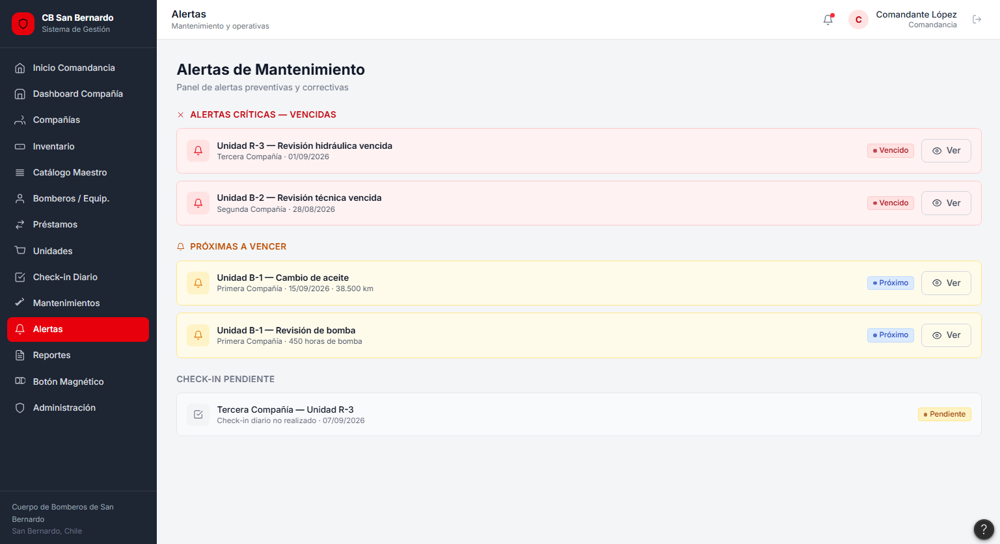 CB San Bernardo
Sistema de Gestión
Inicio Comandancia
Dashboard Compañía
Compañías
Inventario
Catálogo Maestro
Bomberos / Equip.
Préstamos
Unidades
Check-in Diario
Mantenimientos
Alertas
Reportes
Botón Magnético
Administración
Cuerpo de Bomberos de San
Bernardo
San Bernardo, Chile
Alertas
Mantenimiento y operativas
C
Comandante López
Comandancia
Alertas de Mantenimiento
Panel de alertas preventivas y correctivas
ALERTAS CRÍTICAS — VENCIDAS
Unidad R-3 — Revisión hidráulica vencida
Tercera Compañía · 01/09/2026
Vencido
Ver
Unidad B-2 — Revisión técnica vencida
Segunda Compañía · 28/08/2026
Vencido
Ver
PRÓXIMAS A VENCER
Unidad B-1 — Cambio de aceite
Primera Compañía · 15/09/2026 · 38.500 km
Próximo
Ver
Unidad B-1 — Revisión de bomba
Primera Compañía · 450 horas de bomba
Próximo
Ver
CHECK-IN PENDIENTE
Tercera Compañía — Unidad R-3
Check-in diario no realizado · 07/09/2026
Pendiente
?